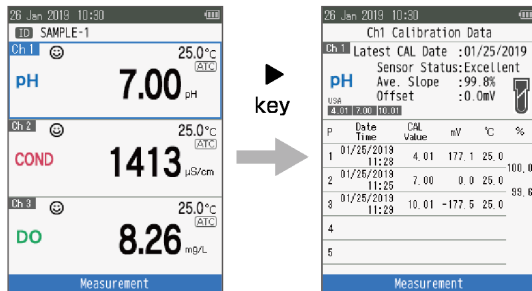 26 Jan 2019 10:30
ID SAMPLE-1
Ch 1
25.0°C
ATC
pH
7.00 pH
Ch 2
25.0°C
ATC
COND
1413 µS/cm
Ch 3
25.0°C
ATC
DO
8.26 mg/L
Measurement
key
26 Jan 2019 10:30
Ch1 Calibration Data
Ch 1 Latest CAL Date :01/25/2019
Sensor Status:Excellent
pH Ave. Slope :99.8%
USA Offset :0.0mV
4.01 7.00 10.01
P Date Time CAL Value mV °C %
1 01/25/2019 11:23 4.01 177.1 25.0
100.0
2 01/25/2019 11:25 7.00 0.0 25.0
99.6
3 01/25/2019 11:29 10.01 -177.5 25.0
4
5
Measurement